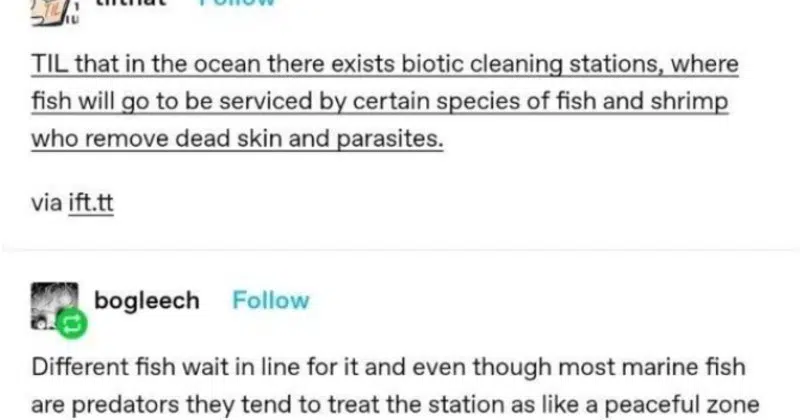 Follow
TIL that in the ocean there exists biotic cleaning stations, where
fish will go to be serviced by certain species of fish and shrimp
who remove dead skin and parasites.
via ift.tt
bogleech Follow
Different fish wait in line for it and even though most marine fish
are predators they tend to treat the station as like a peaceful zone